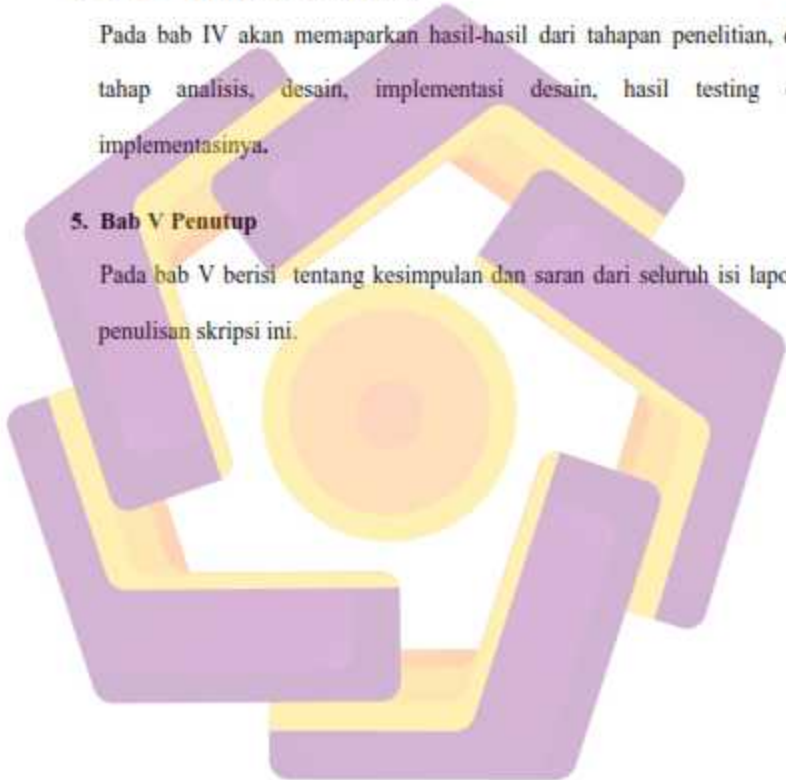 Pada bab IV akan memaparkan hasil-hasil dari tahapan penelitian,
tahap analisis, desain, implementasi desain, hasil testing
implementasinya.
5. Bab V Penutup
Pada bab V berisi tentang kesimpulan dan saran dari seluruh isi lapo
penulisan skripsi ini.